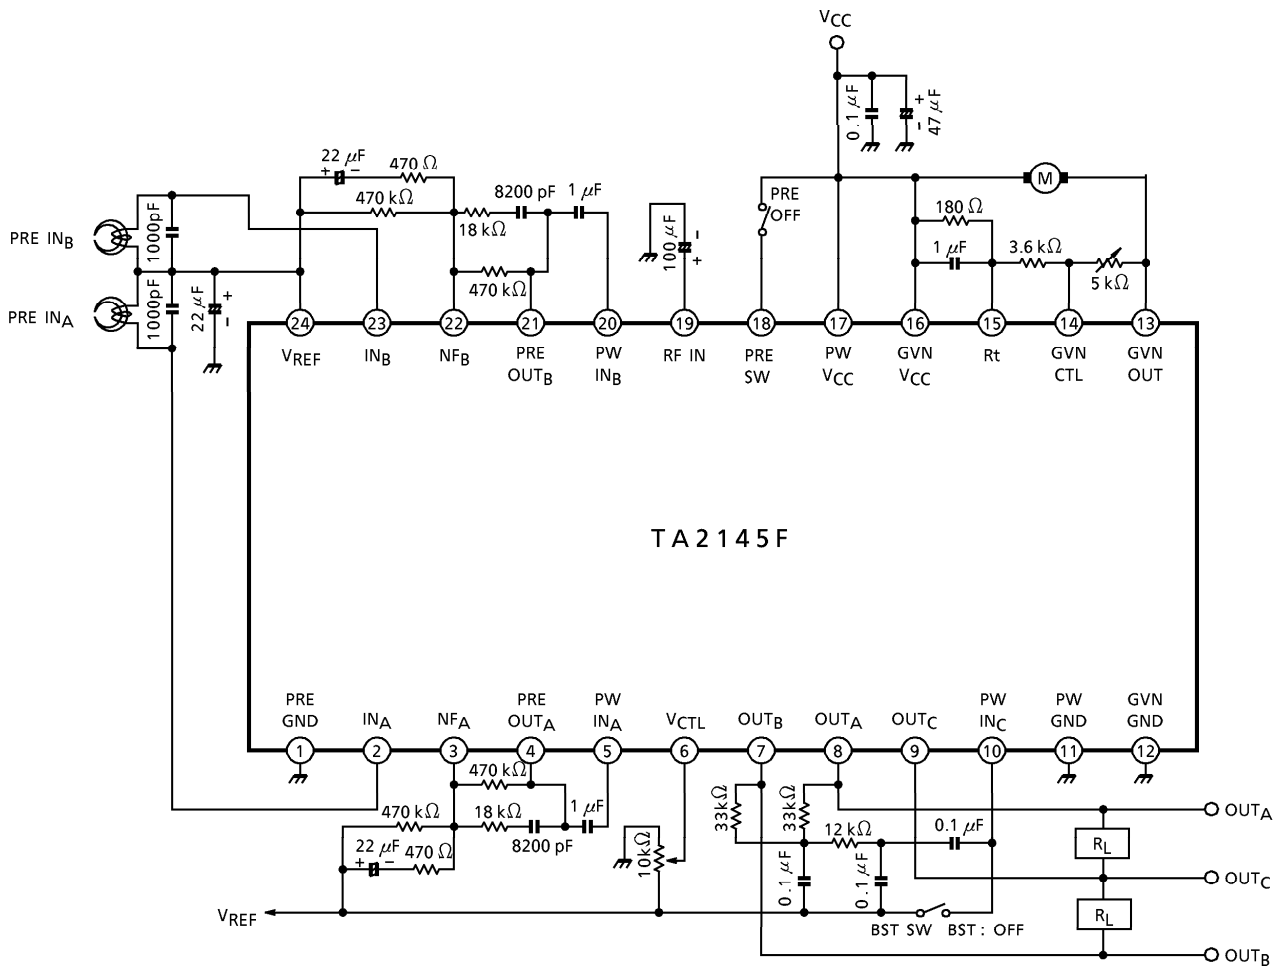 VCC
0.1 µF
+
−
47 µF
22 µF
+ −
470 Ω
470 kΩ
18 kΩ
8200 pF
1 µF
470 kΩ
PRE INB
1000pF
PRE INA
1000pF
22 µF
+
−
100 µF
−
+
PRE
OFF
M
180 Ω
1 µF
3.6 kΩ
5 kΩ
24
23
22
21
20
19
18
17
16
15
14
13
VREF
INB
NFB
PRE
OUTB
PW
INB
RF IN
PRE
SW
PW
VCC
GVN
VCC
Rt
GVN
CTL
GVN
OUT
TA2145F
PRE
GND
INA
NFA
PRE
OUTA
PW
INA
VCTL
OUTB
OUTA
OUTC
PW
INC
PW
GND
GVN
GND
1
2
3
4
5
6
7
8
9
10
11
12
470 kΩ
470 kΩ
18 kΩ
8200 pF
1 µF
22 µF
+ −
470 Ω
10kΩ
33kΩ
33kΩ
12 kΩ
0.1 µF
0.1 µF
0.1 µF
VREF
BST SW
BST : OFF
RL
RL
OUTA
OUTC
OUTB